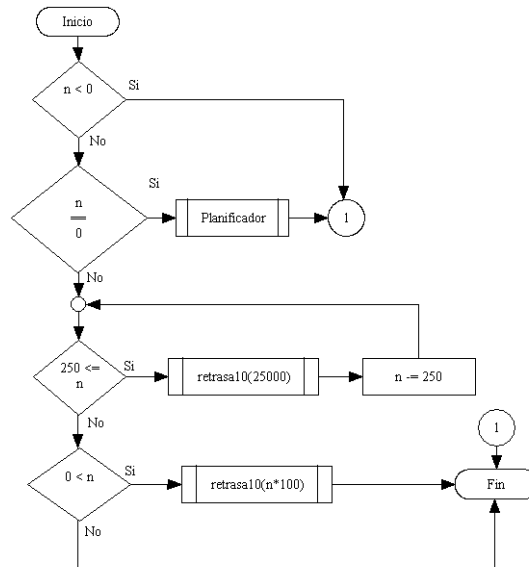 Inicio
n < 0
Si
No
n
0
Si
Planificador
1
No
250 <=
n
Si
retrasa10(25000)
n -= 250
No
1
0 < n
Si
retrasa10(n*100)
Fin
No